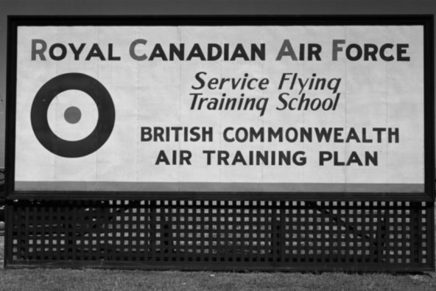 ROYAL CANADIAN AIR FORCE
Service Flying
Training School
BRITISH COMMONWEALTH
AIR TRAINING PLAN